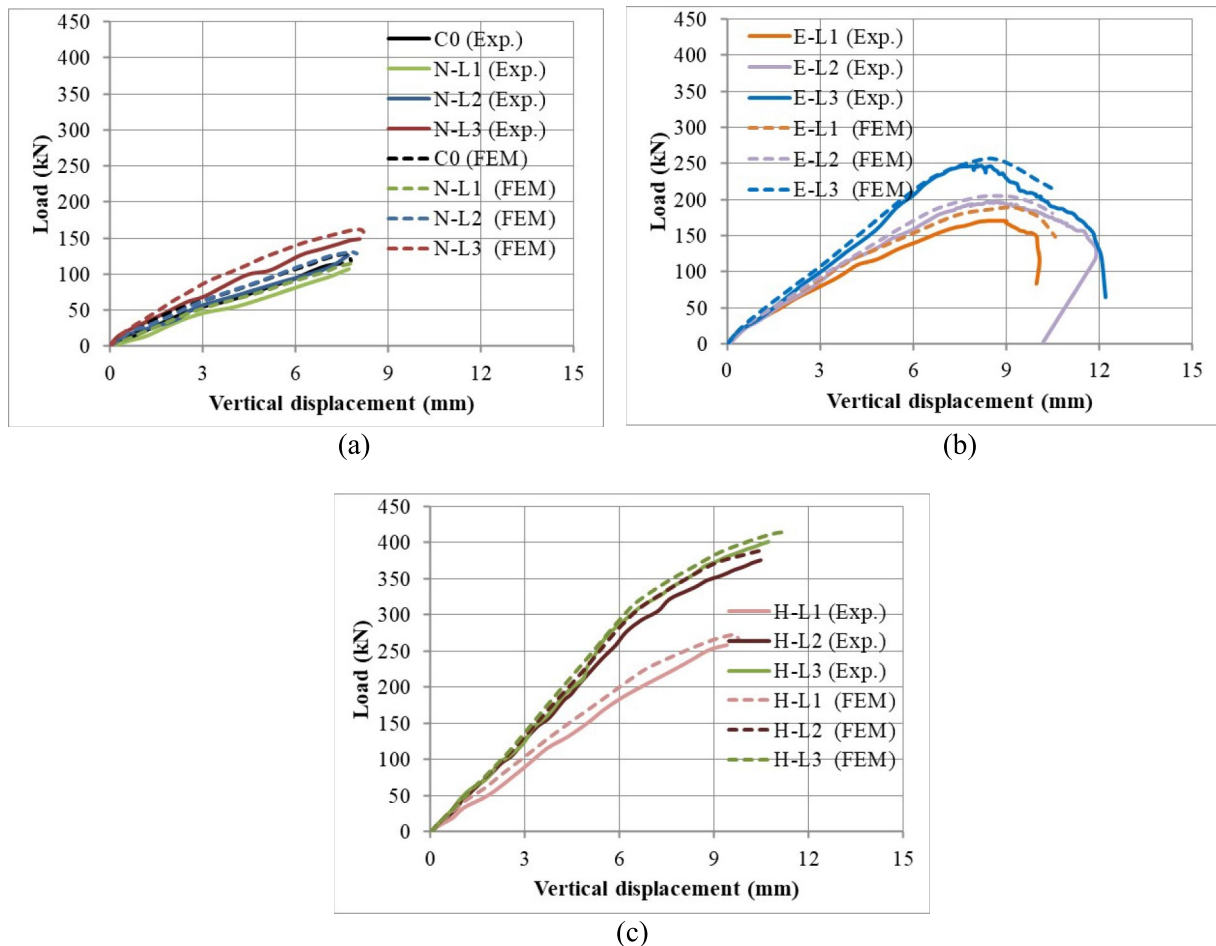 450
400
350
300
250
200
150
100
50
0
Load (kN)
0 3 6 9 12 15
Vertical displacement (mm)
C0 (Exp.)
N-L1 (Exp.)
N-L2 (Exp.)
N-L3 (Exp.)
C0 (FEM)
N-L1 (FEM)
N-L2 (FEM)
N-L3 (FEM)
(a)
450
400
350
300
250
200
150
100
50
0
Load (kN)
0 3 6 9 12 15
Vertical displacement (mm)
E-L1 (Exp.)
E-L2 (Exp.)
E-L3 (Exp.)
E-L1 (FEM)
E-L2 (FEM)
E-L3 (FEM)
(b)
450
400
350
300
250
200
150
100
50
0
Load (kN)
0 3 6 9 12 15
Vertical displacement (mm)
H-L1 (Exp.)
H-L2 (Exp.)
H-L3 (Exp.)
H-L1 (FEM)
H-L2 (FEM)
H-L3 (FEM)
(c)